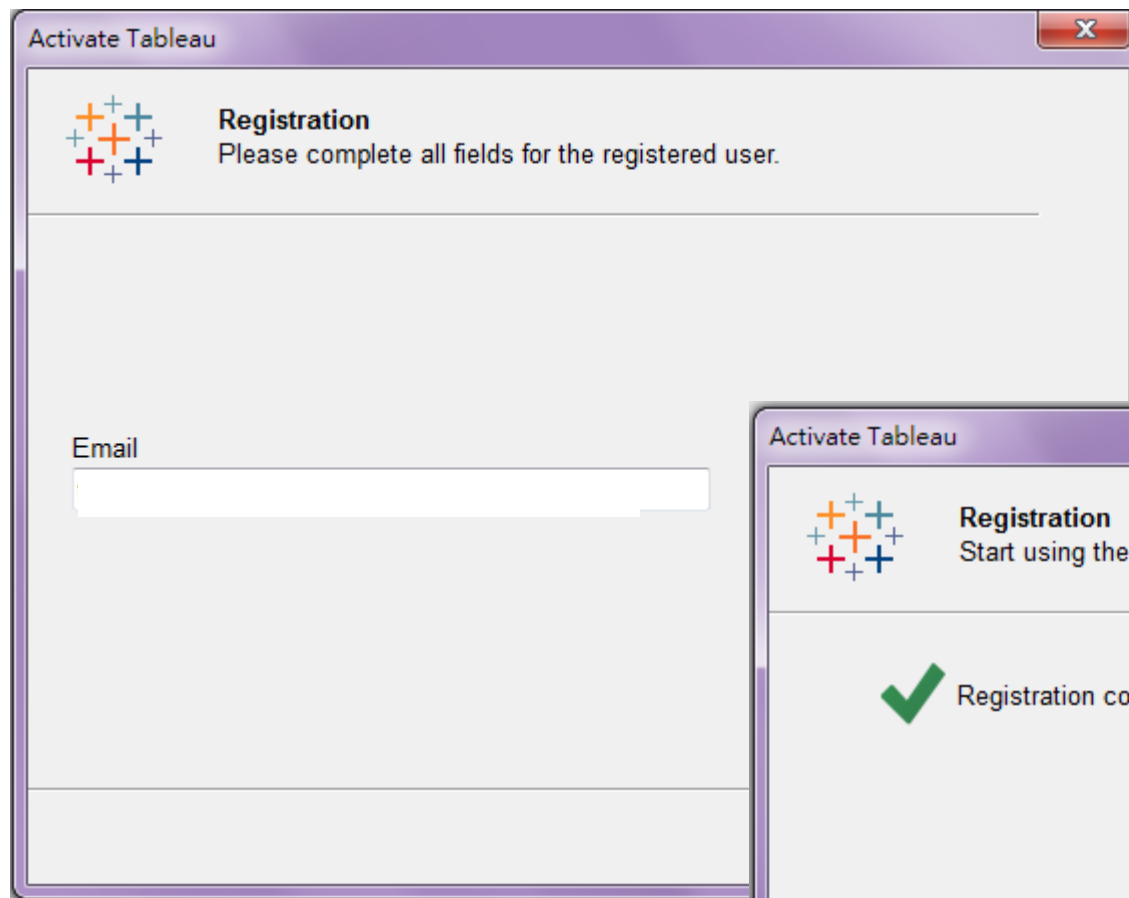 Activate Tableau
Registration
Please complete all fields for the registered user.
Email
Activate Tableau
Registration
Start using the
Registration co